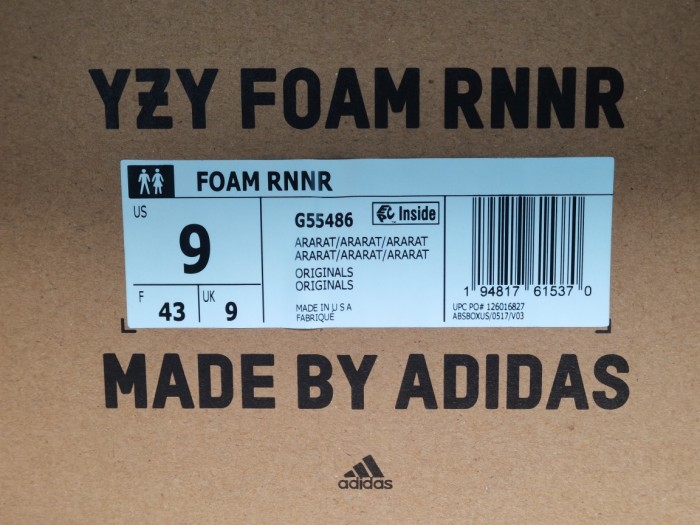 YZY FOAM RNNR
FOAM RNNR
US
9
F
43
UK
9
G55486
Inside
ARARAT/ARARAT/ARARAT
ARARAT/ARARAT/ARARAT
ORIGINALS
ORIGINALS
MADE IN U S A
FABRIQUÉ
1 94817 61537 0
UPC PO# 126016827
ABSBOXUS/0517/V03
MADE BY ADIDAS
adidas